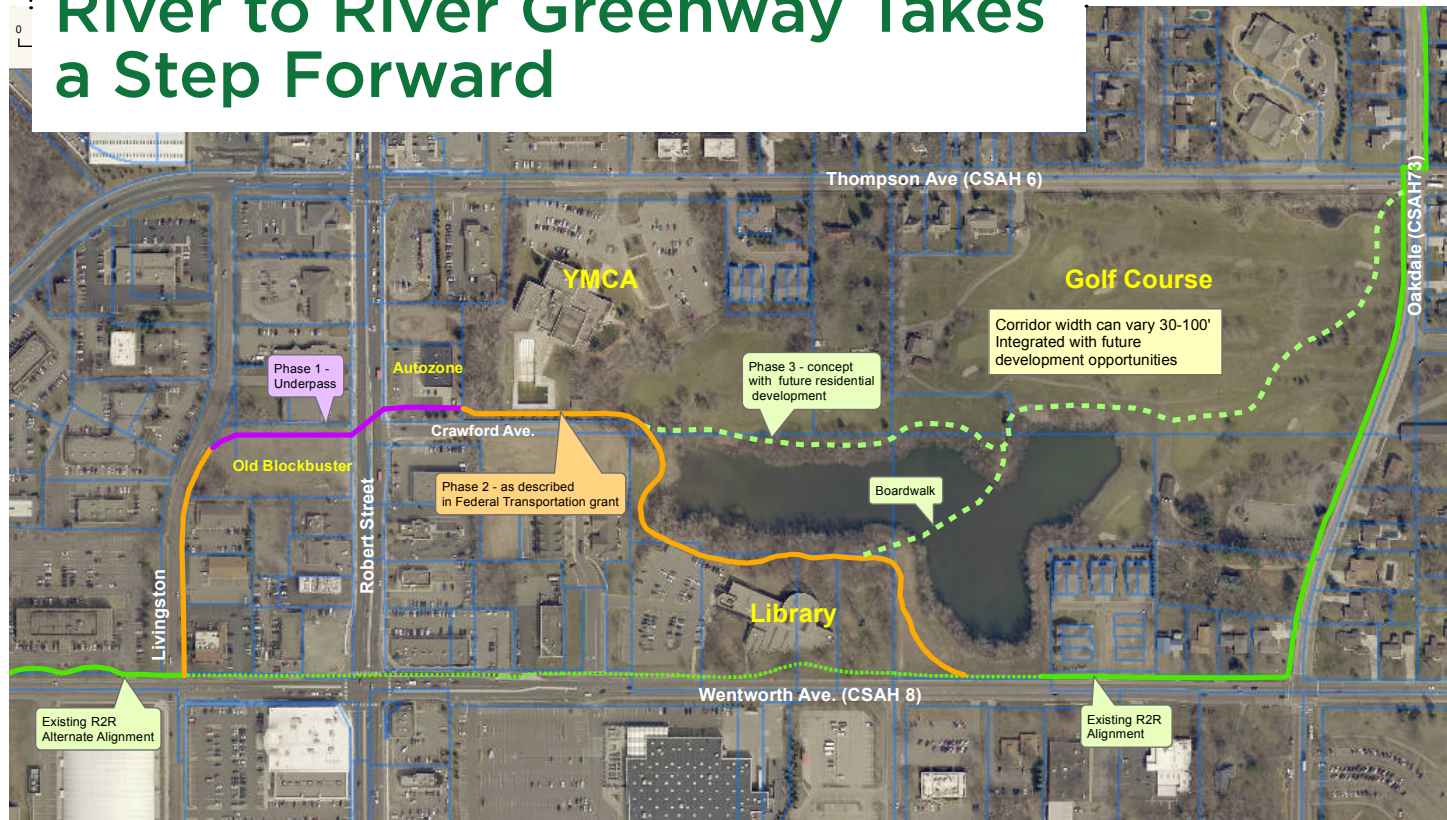 River to River Greenway Takes
a Step Forward
0
Thompson Ave (CSAH 6)
Oakdale (CSAH73)
YMCA
Golf Course
Corridor width can vary 30-100'
Integrated with future
development opportunities
Phase 1 -
Underpass
Autozone
Phase 3 - concept
with future residential
development
Crawford Ave.
Old Blockbuster
Phase 2 - as described
in Federal Transportation grant
Boardwalk
Robert Street
Livingston
Library
Wentworth Ave. (CSAH 8)
Existing R2R
Alternate Alignment
Existing R2R
Alignment